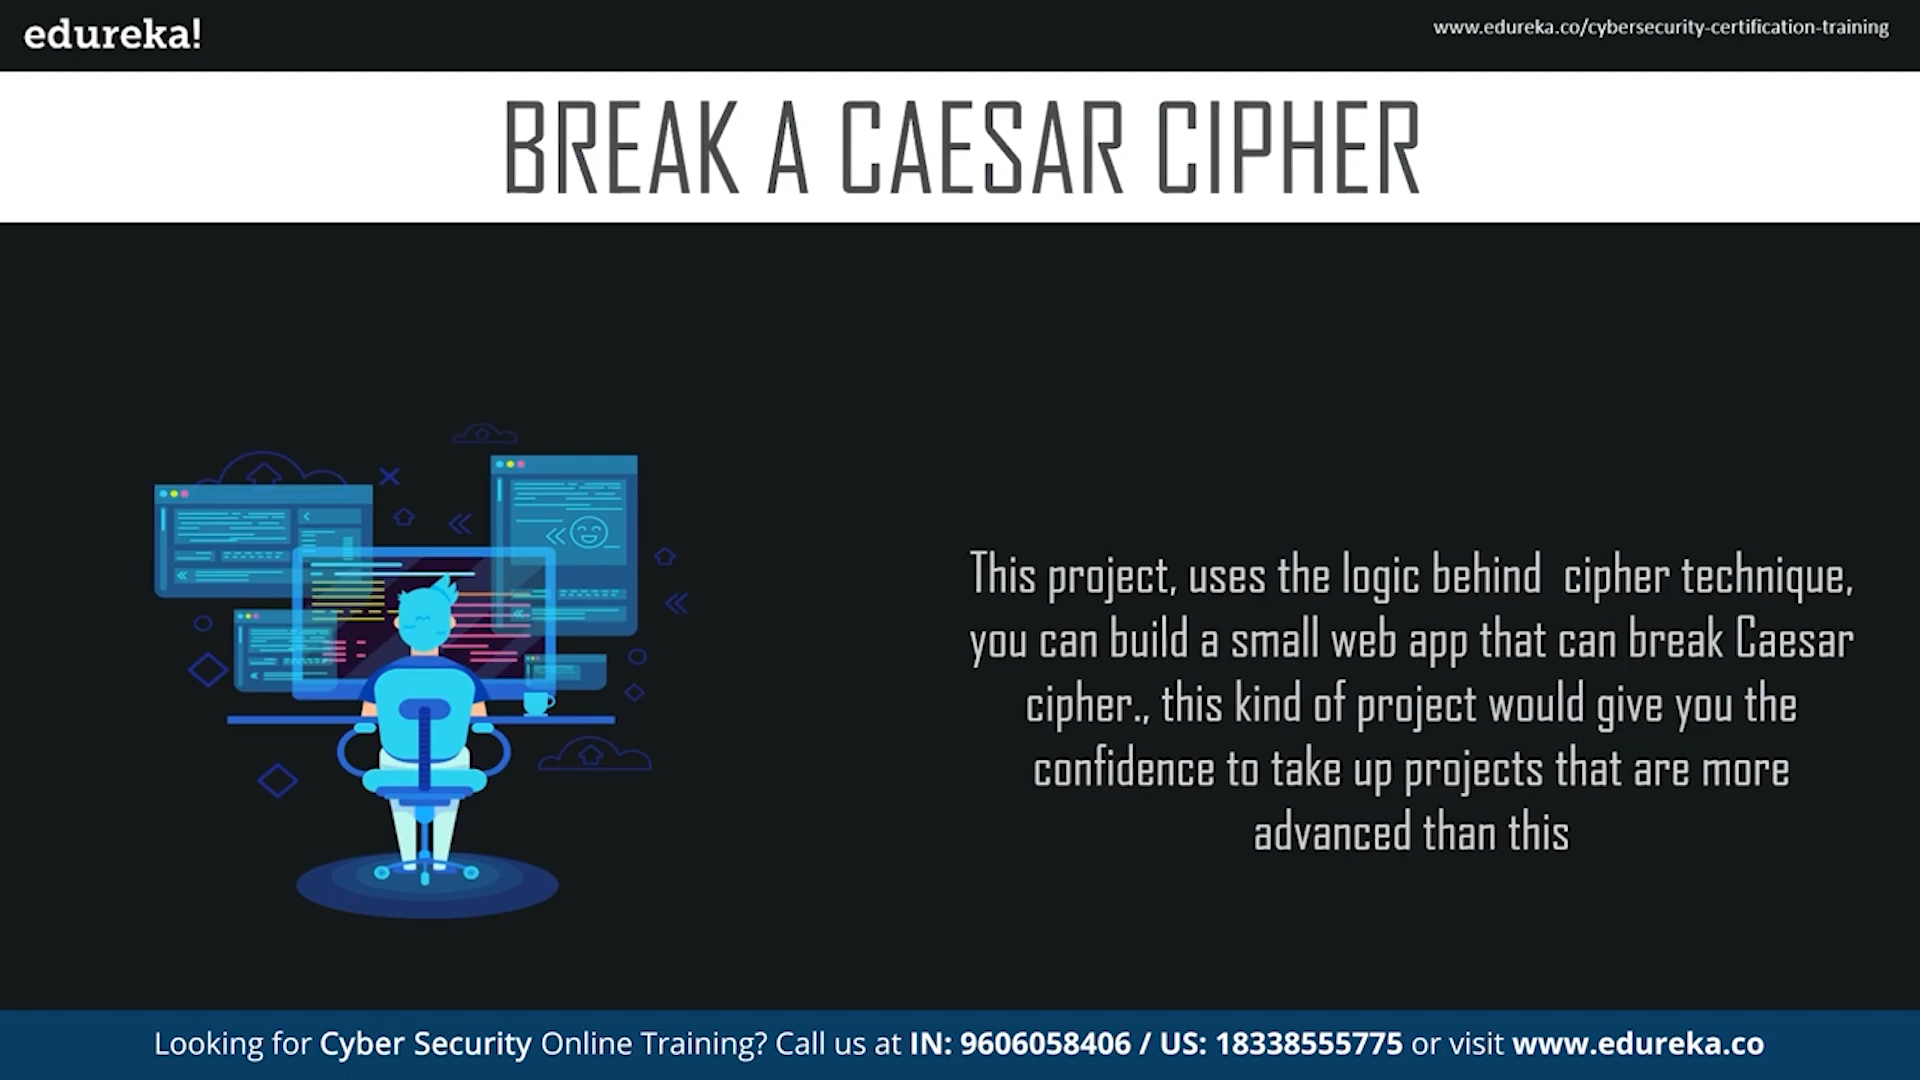 edureka!
www.edureka.co/cybersecurity-certification-training
BREAK A CAESAR CIPHER
This project, uses the logic behind  cipher technique,
you can build a small web app that can break Caesar
cipher., this kind of project would give you the
confidence to take up projects that are more
advanced than this
Looking for Cyber Security Online Training? Call us at IN: 9606058406 / US: 18338555775 or visit www.edureka.co